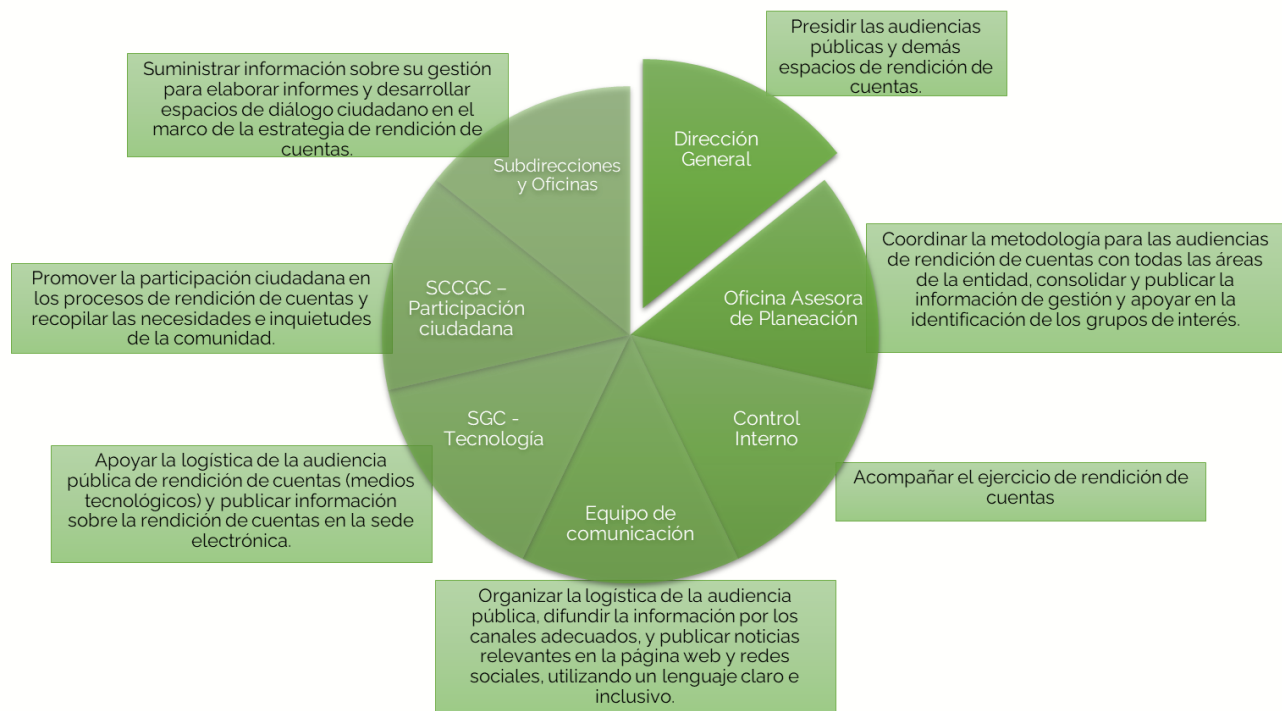 Presidir las audiencias
públicas y demás
espacios de rendición de
cuentas.
Suministrar información sobre su gestión
para elaborar informes y desarrollar
espacios de diálogo ciudadano en el
marco de la estrategia de rendición de
cuentas.
Dirección
General
Subdirecciones
y Oficinas
Coordinar la metodología para las audiencias
de rendición de cuentas con todas las áreas
de la entidad, consolidar y publicar la
información de gestión y apoyar en la
identificación de los grupos de interés.
Promover la participación ciudadana en
los procesos de rendición de cuentas y
recopilar las necesidades e inquietudes
de la comunidad.
SCCGC –
Participación
ciudadana
Oficina Asesora
de Planeación
SGC -
Tecnología
Control
Interno
Apoyar la logística de la audiencia
pública de rendición de cuentas (medios
tecnológicos) y publicar información
sobre la rendición de cuentas en la sede
electrónica.
Acompañar el ejercicio de rendición de
cuentas
Equipo de
comunicación
Organizar la logística de la audiencia
pública, difundir la información por los
canales adecuados, y publicar noticias
relevantes en la página web y redes
sociales, utilizando un lenguaje claro e
inclusivo.